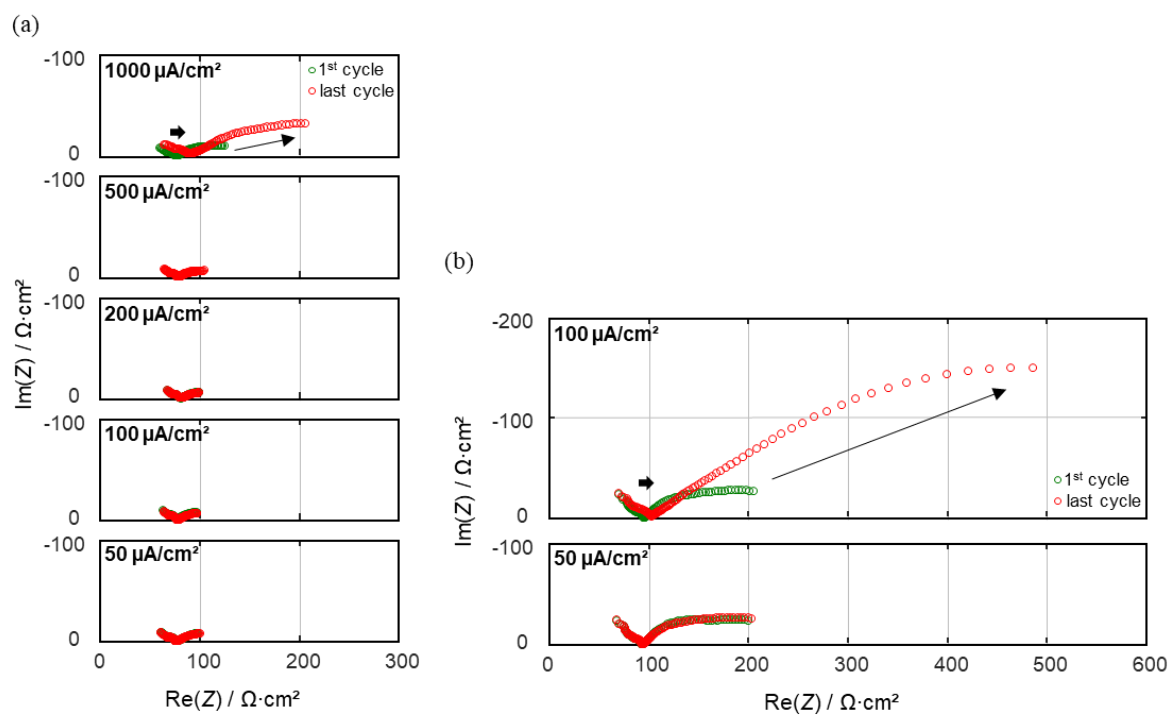 (a)
-100
1000 µA/cm²
1st cycle
last cycle
0
-100
500 µA/cm²
0
-100
200 µA/cm²
0
-100
100 µA/cm²
0
-100
50 µA/cm²
0
0 100 200 300
Re(Z) / Ω·cm²
Im(Z) / Ω·cm²
(b)
-200
100 µA/cm²
-100
1st cycle
last cycle
0
-100
50 µA/cm²
0
0 100 200 300 400 500 600
Re(Z) / Ω·cm²
Im(Z) / Ω·cm²